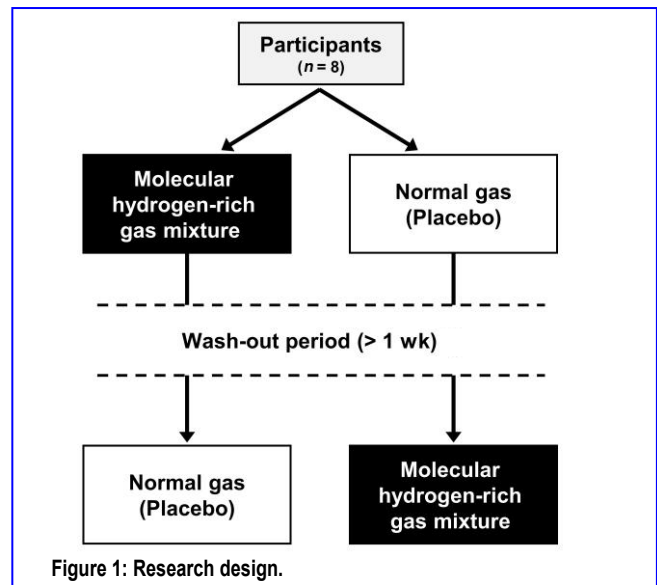 Participants
(n = 8)
Molecular
hydrogen-rich
gas mixture
Normal gas
(Placebo)
Wash-out period (> 1 wk)
Normal gas
(Placebo)
Molecular
hydrogen-rich
gas mixture
Figure 1: Research design.